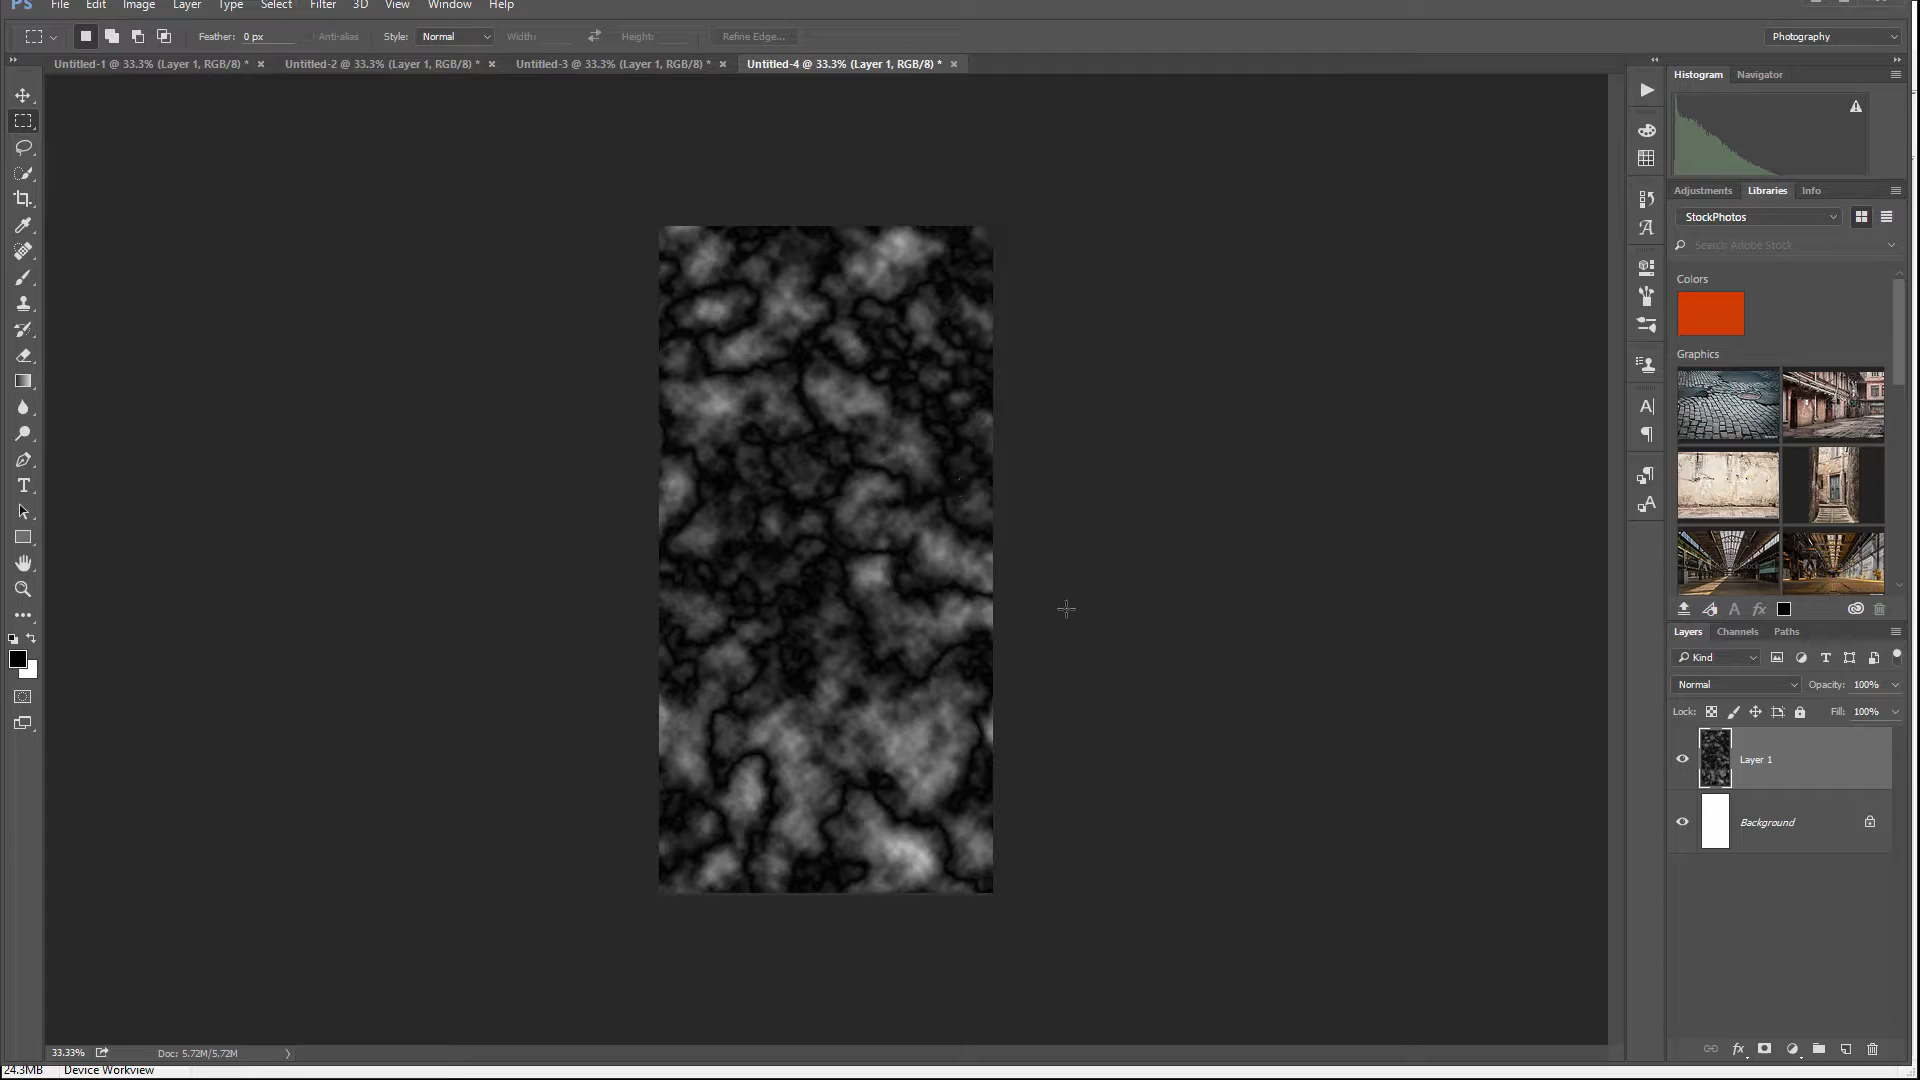 PS File Edit Image Layer Type Select Filter 3D View Window Help
Feather: 0 px Anti-alias Style: Normal Width: Height: Refine Edge... Photography
Untitled-1 @ 33.3% (Layer 1, RGB/8) * × Untitled-2 @ 33.3% (Layer 1, RGB/8) * × Untitled-3 @ 33.3% (Layer 1, RGB/8) * × Untitled-4 @ 33.3% (Layer 1, RGB/8) * ×
Histogram Navigator
Adjustments Libraries Info
StockPhotos
Search Adobe Stock
Colors
Graphics
Layers Channels Paths
Kind
Normal Opacity: 100%
Lock: Fill: 100%
Layer 1
Background
33.33% Doc: 5.72M/5.72M
24.3MB Device Workview